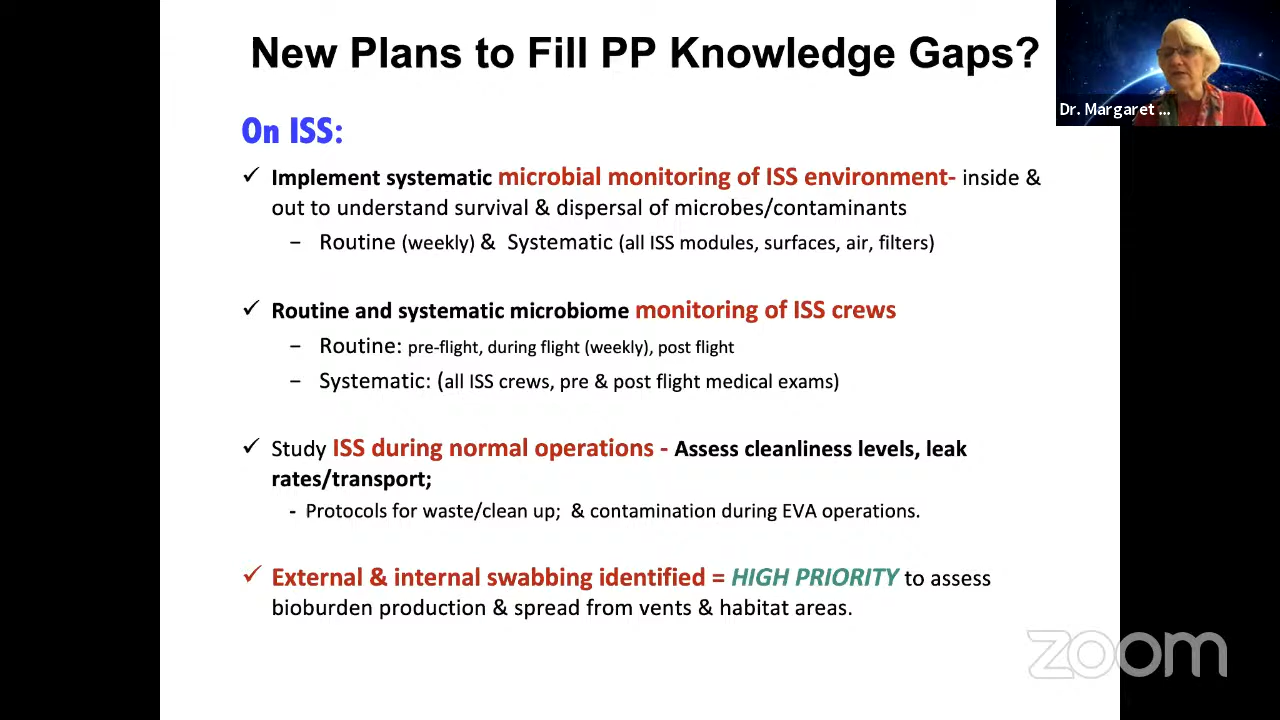 New Plans to Fill PP Knowledge Gaps?
Dr. Margaret ...
On ISS:
✓ Implement systematic microbial monitoring of ISS environment- inside &
out to understand survival & dispersal of microbes/contaminants
– Routine (weekly) & Systematic (all ISS modules, surfaces, air, filters)
✓ Routine and systematic microbiome monitoring of ISS crews
– Routine: pre-flight, during flight (weekly), post flight
– Systematic: (all ISS crews, pre & post flight medical exams)
✓ Study ISS during normal operations - Assess cleanliness levels, leak
rates/transport;
- Protocols for waste/clean up; & contamination during EVA operations.
✓ External & internal swabbing identified = HIGH PRIORITY to assess
bioburden production & spread from vents & habitat areas.
zoom